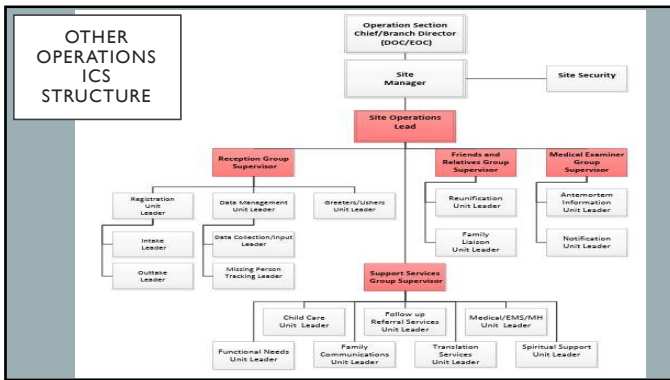 OTHER
OPERATIONS
ICS
STRUCTURE
Operation Section
Chief/Branch Director
(DOC/EOC)
Site
Manager
Site Security
Site Operations
Lead
Reception Group
Supervisor
Friends and
Relatives Group
Supervisor
Medical Examiner
Group
Supervisor
Registration
Unit
Leader
Data Management
Unit Leader
Greeters/Ushers
Unit Leader
Reunification
Unit Leader
Antemortem
Information
Unit Leader
Intake
Leader
Data Collection/Input
Leader
Family
Liaison
Unit Leader
Notification
Unit Leader
Outtake
Leader
Missing Person
Tracking Leader
Support Services
Group Supervisor
Child Care
Unit Leader
Follow up
Referral Services
Unit Leader
Medical/EMS/MH
Unit Leader
Functional Needs
Unit Leader
Family
Communications
Unit Leader
Translation
Services
Unit Leader
Spiritual Support
Unit Leader